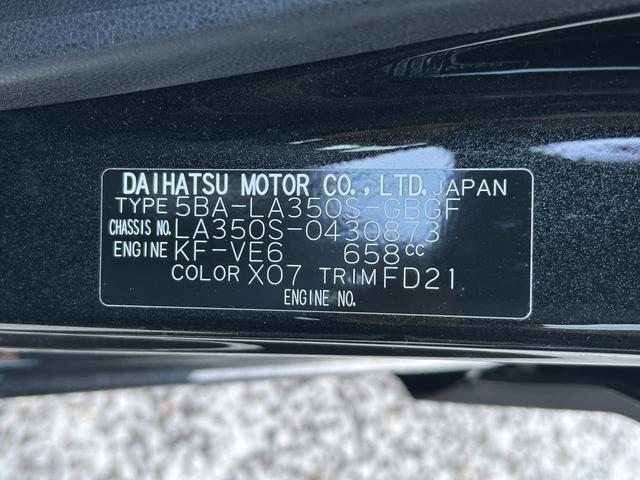 DAIHATSU MOTOR CO.,LTD. JAPAN
TYPE 5BA-LA350S-GBGF
CHASSIS NO. LA350S-0430873
ENGINE KF-VE6 658cc
COLOR X07 TRIM FD21
ENGINE NO.